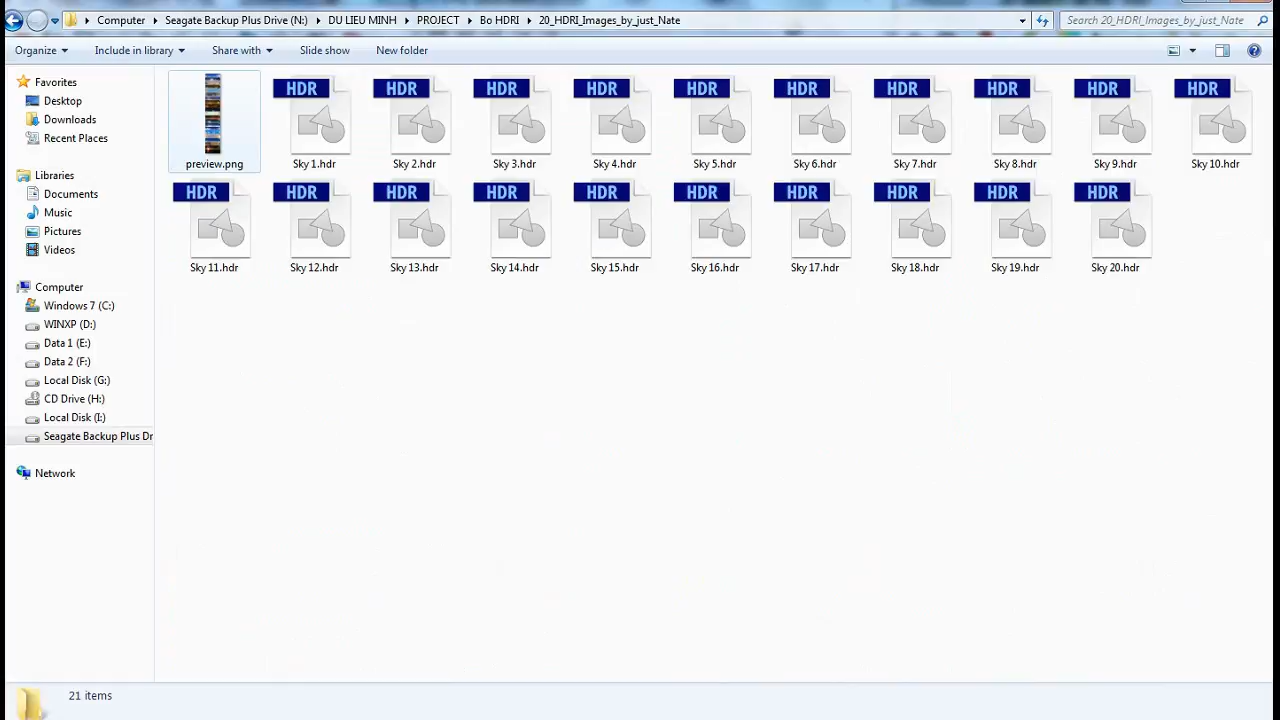 Computer Seagate Backup Plus Drive (N:) DU LIEU MINH PROJECT Bo HDRI 20_HDRI_Images_by_just_Nate Search 20_HDRI_Images_by_just_Nate
Organize Include in library Share with Slide show New folder
Favorites
Desktop
Downloads
Recent Places
Libraries
Documents
Music
Pictures
Videos
Computer
Windows 7 (C:)
WINXP (D:)
Data 1 (E:)
Data 2 (F:)
Local Disk (G:)
CD Drive (H:)
Local Disk (I:)
Seagate Backup Plus Dr
Network
HDR HDR HDR HDR HDR HDR HDR HDR HDR HDR
preview.png Sky 1.hdr Sky 2.hdr Sky 3.hdr Sky 4.hdr Sky 5.hdr Sky 6.hdr Sky 7.hdr Sky 8.hdr Sky 9.hdr Sky 10.hdr
HDR HDR HDR HDR HDR HDR HDR HDR HDR HDR
Sky 11.hdr Sky 12.hdr Sky 13.hdr Sky 14.hdr Sky 15.hdr Sky 16.hdr Sky 17.hdr Sky 18.hdr Sky 19.hdr Sky 20.hdr
21 items